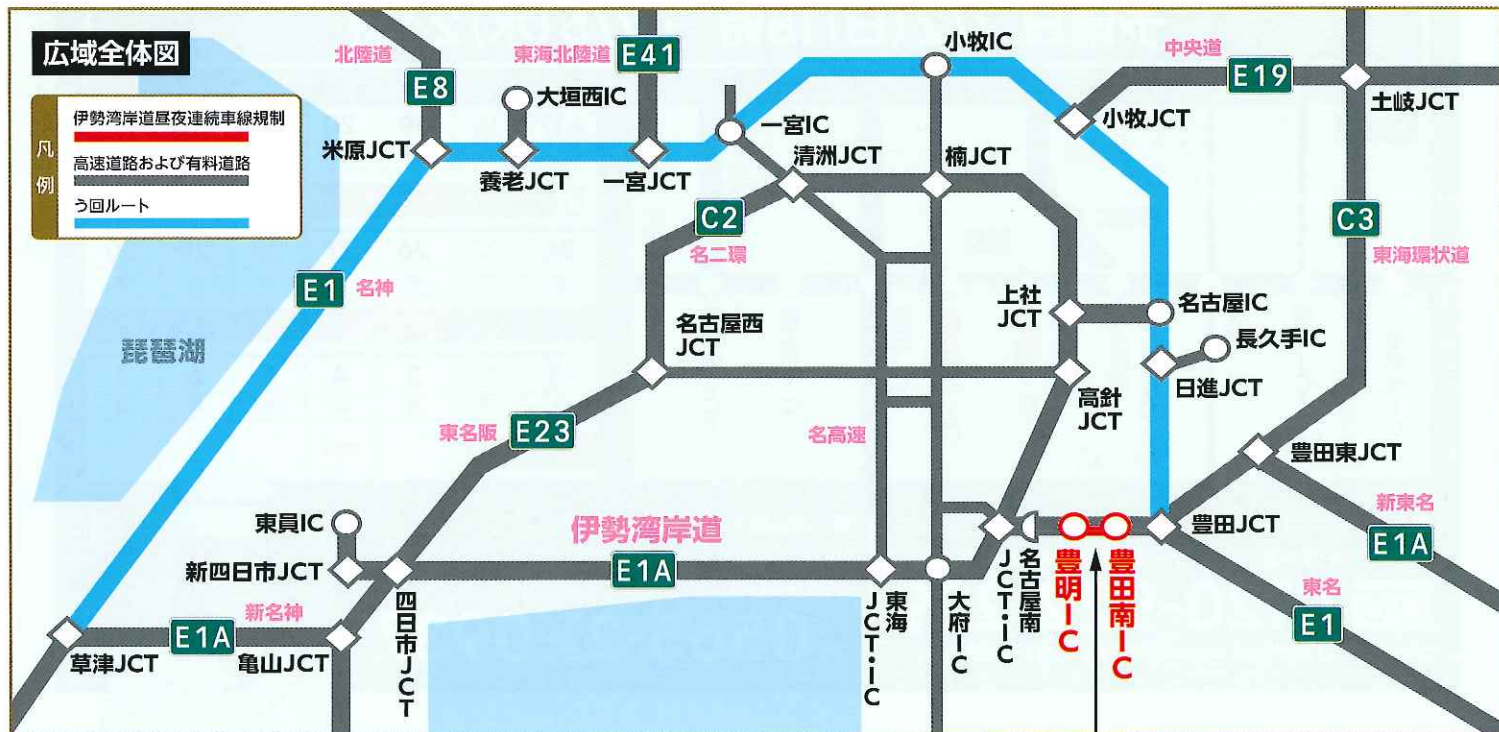 広域全体図
凡例
伊勢湾岸道昼夜連続車線規制
高速道路および有料道路
う回ルート
北陸道
E8
東海北陸道
E41
小牧IC
中央道
E19
土岐JCT
大垣西IC
一宮IC
小牧JCT
米原JCT
養老JCT
一宮JCT
清洲JCT
楠JCT
C2
名二環
C3
東海環状道
E1
名神
琵琶湖
名古屋西
JCT
上社
JCT
名古屋IC
長久手IC
日進JCT
高針
JCT
東名阪
E23
名高速
豊田東JCT
新東名
E1A
東員IC
新四日市JCT
伊勢湾岸道
E1A
豊田JCT
東名
E1
新名神
E1A
草津JCT
亀山JCT
四日市JCT
東海
JCT・IC
大府IC
名古屋南
JCT・IC
豊明IC
豊田南IC